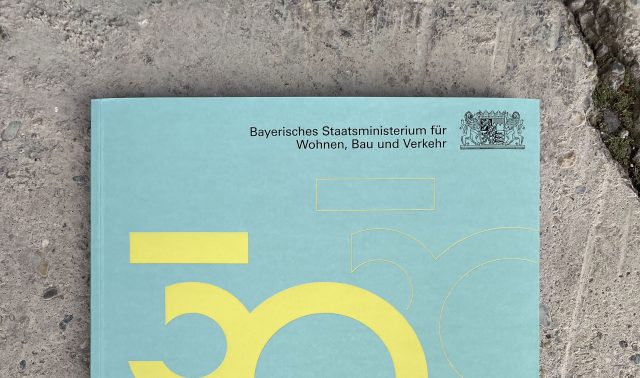 Bayerisches Staatsministerium für
Wohnen, Bau und Verkehr